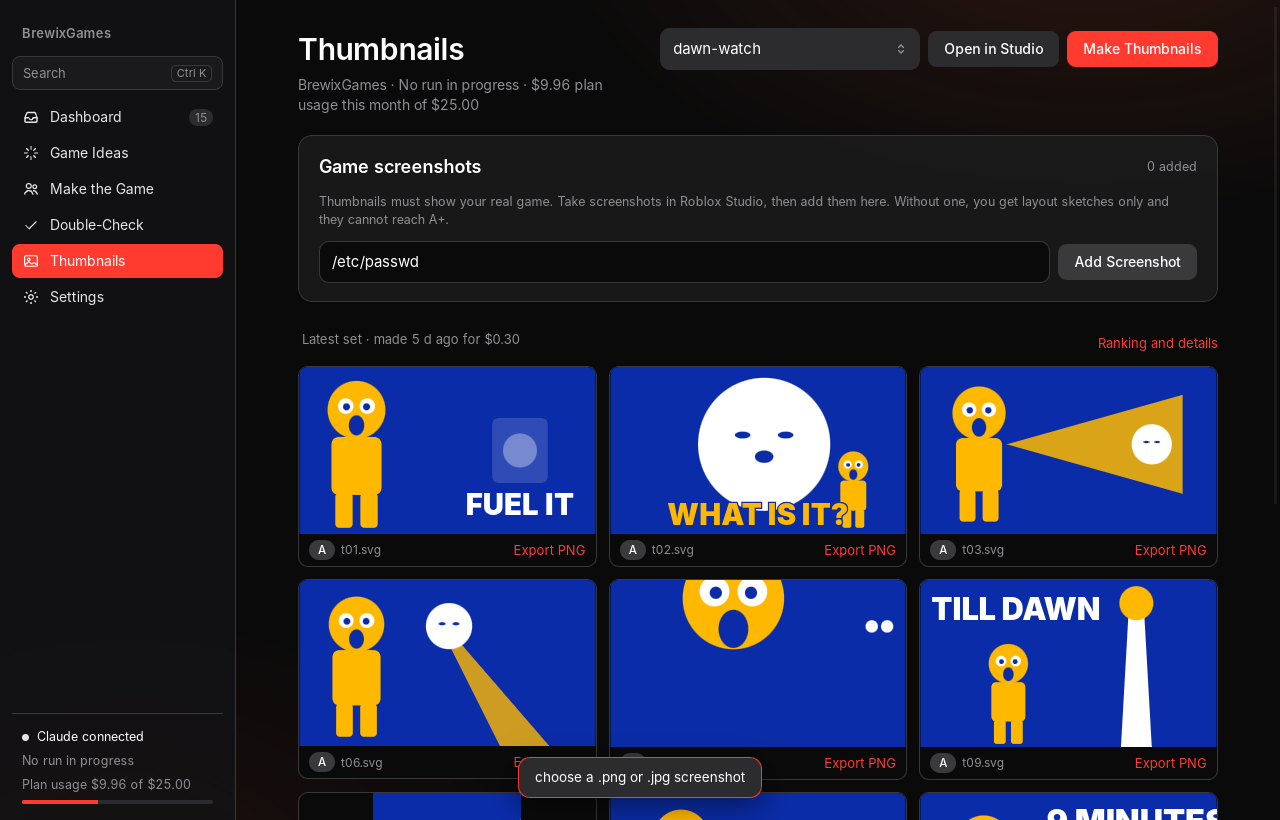 BrewixGames
Search
Ctrl K
Dashboard
15
Game Ideas
Make the Game
Double-Check
Thumbnails
Settings
Claude connected
No run in progress
Plan usage $9.96 of $25.00
Thumbnails
BrewixGames · No run in progress · $9.96 plan
usage this month of $25.00
dawn-watch
Open in Studio
Make Thumbnails
Game screenshots
0 added
Thumbnails must show your real game. Take screenshots in Roblox Studio, then add them here. Without one, you get layout sketches only and
they cannot reach A+.
/etc/passwd
Add Screenshot
Latest set · made 5 d ago for $0.30
Ranking and details
FUEL IT
A
t01.svg
Export PNG
WHAT IS IT?
A
t02.svg
Export PNG
A
t03.svg
Export PNG
A
t06.svg
Export PNG
TILL DAWN
A
t09.svg
Export PNG
choose a .png or .jpg screenshot
9 MINUTES